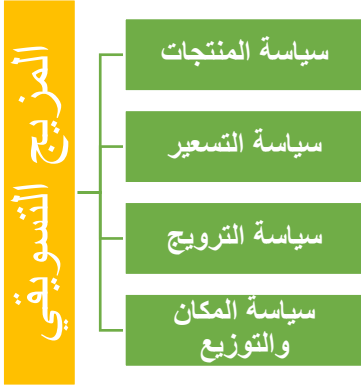 المزيج التسويقي
سياسة المنتجات
سياسة التسعير
سياسة الترويج
سياسة المكان
والتوزيع